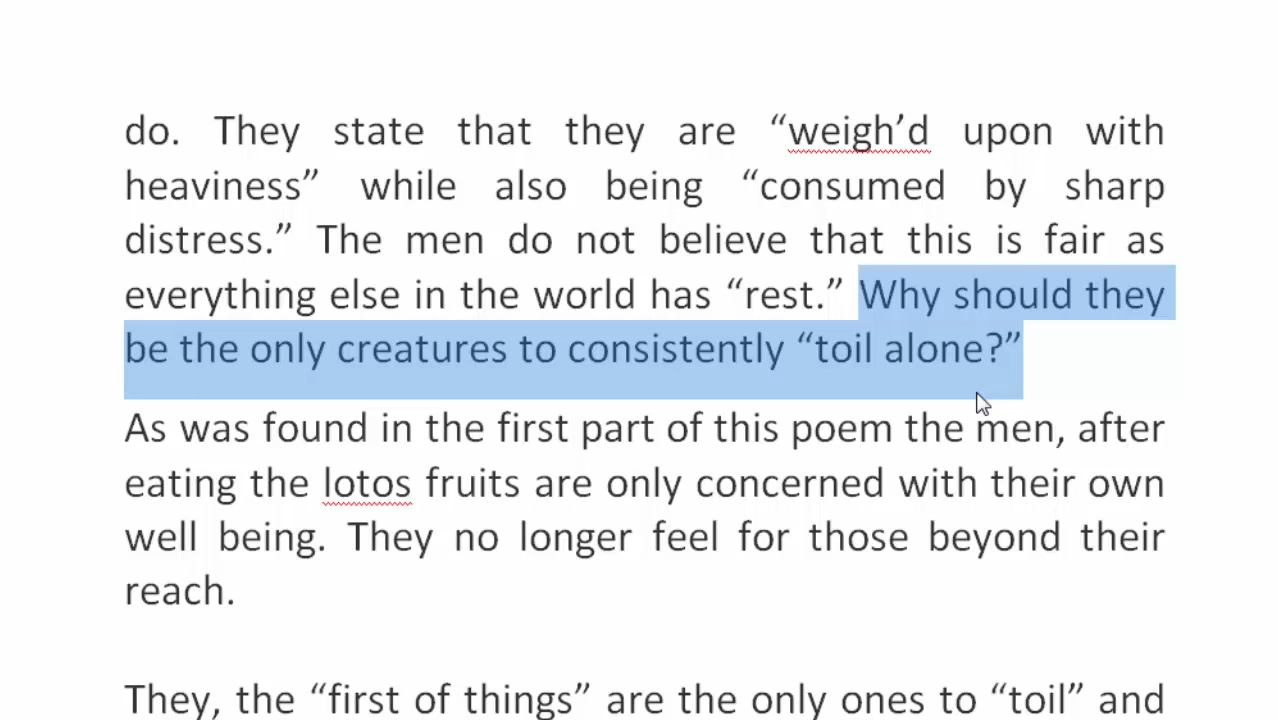 do. They state that they are “weigh’d upon with
heaviness” while also being “consumed by sharp
distress.” The men do not believe that this is fair as
everything else in the world has “rest.” Why should they
be the only creatures to consistently “toil alone?”
As was found in the first part of this poem the men, after
eating the lotos fruits are only concerned with their own
well being. They no longer feel for those beyond their
reach.
They, the “first of things” are the only ones to “toil” and